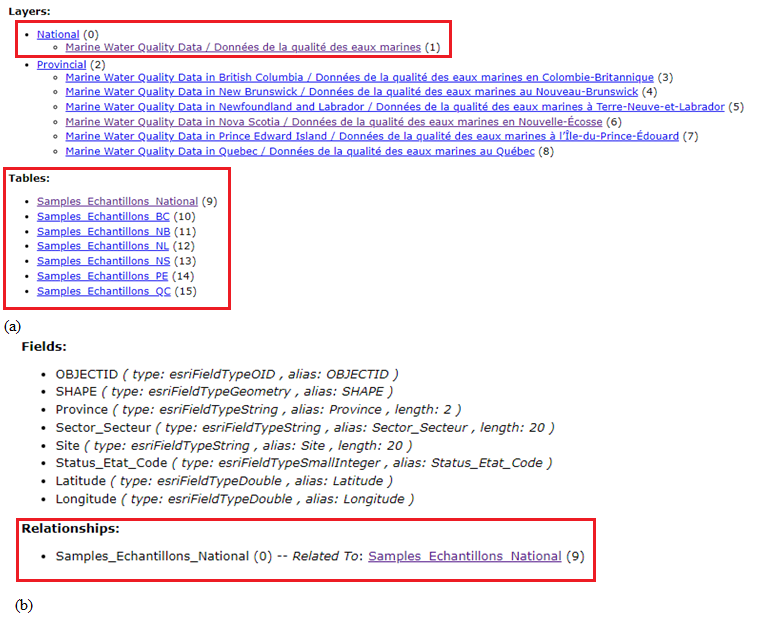 Layers:
• National (0)
◦ Marine Water Quality Data / Données de la qualité des eaux marines (1)
• Provincial (2)
◦ Marine Water Quality Data in British Columbia / Données de la qualité des eaux marines en Colombie-Britannique (3)
◦ Marine Water Quality Data in New Brunswick / Données de la qualité des eaux marines au Nouveau-Brunswick (4)
◦ Marine Water Quality Data in Newfoundland and Labrador / Données de la qualité des eaux marines à Terre-Neuve-et-Labrador (5)
◦ Marine Water Quality Data in Nova Scotia / Données de la qualité des eaux marines en Nouvelle-Écosse (6)
◦ Marine Water Quality Data in Prince Edward Island / Données de la qualité des eaux marines à l'Île-du-Prince-Édouard (7)
◦ Marine Water Quality Data in Quebec / Données de la qualité des eaux marines au Québec (8)
Tables:
• Samples_Echantillons_National (9)
• Samples_Echantillons_BC (10)
• Samples_Echantillons_NB (11)
• Samples_Echantillons_NL (12)
• Samples_Echantillons_NS (13)
• Samples_Echantillons_PE (14)
• Samples_Echantillons_QC (15)
(a)
Fields:
• OBJECTID ( type: esriFieldTypeOID , alias: OBJECTID )
• SHAPE ( type: esriFieldTypeGeometry , alias: SHAPE )
• Province ( type: esriFieldTypeString , alias: Province , length: 2 )
• Sector_Secteur ( type: esriFieldTypeString , alias: Sector_Secteur , length: 20 )
• Site ( type: esriFieldTypeString , alias: Site , length: 20 )
• Status_Etat_Code ( type: esriFieldTypeSmallInteger , alias: Status_Etat_Code )
• Latitude ( type: esriFieldTypeDouble , alias: Latitude )
• Longitude ( type: esriFieldTypeDouble , alias: Longitude )
Relationships:
• Samples_Echantillons_National (0) -- Related To: Samples_Echantillons_National (9)
(b)